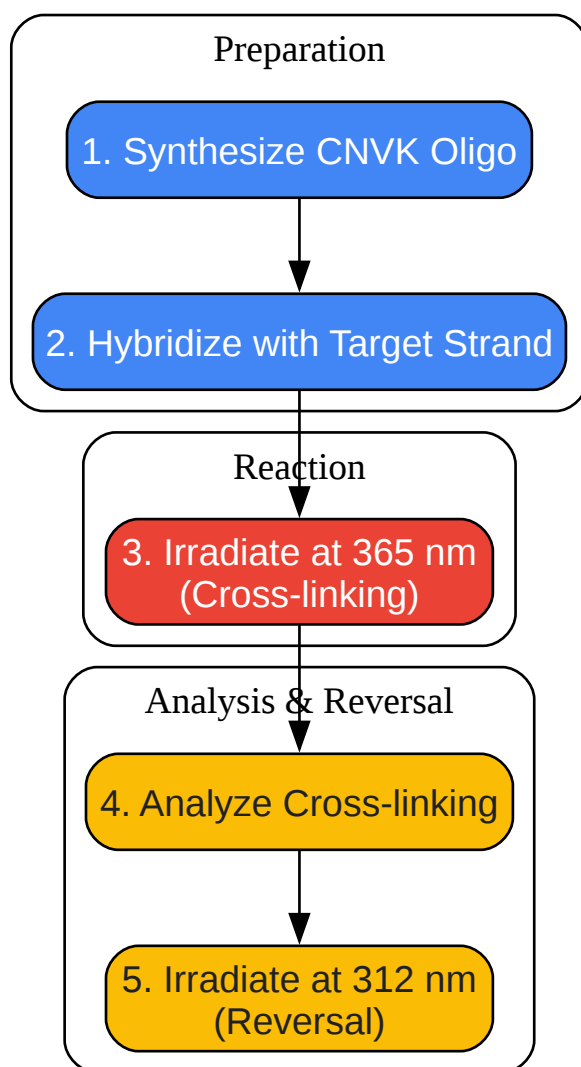 Preparation
1. Synthesize CNVK Oligo
2. Hybridize with Target Strand
Reaction
3. Irradiate at 365 nm
(Cross-linking)
Analysis & Reversal
4. Analyze Cross-linking
5. Irradiate at 312 nm
(Reversal)